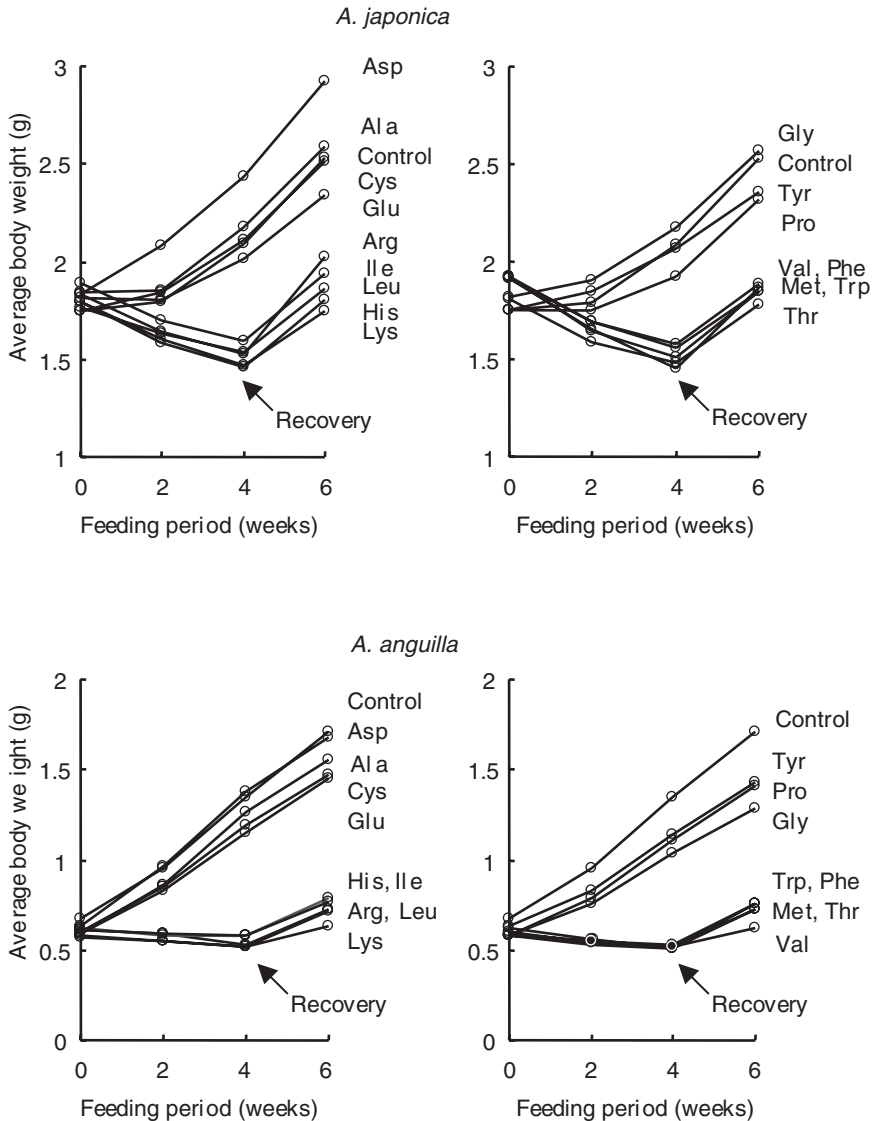 A. japonica
3
2.5
2
1.5
1
0
2
4
6
Average body weight (g)
Feeding period (weeks)
Asp
Ala
Control
Cys
Glu
Arg
Ile
Leu
His
Lys
Recovery
3
2.5
2
1.5
1
0
2
4
6
Feeding period (weeks)
Gly
Control
Tyr
Pro
Val, Phe
Met, Trp
Thr
Recovery
A. anguilla
2
1.5
1
0.5
0
0
2
4
6
Average body we ight (g)
Feeding period (weeks)
Control
Asp
Ala
Cys
Glu
His, Ile
Arg, Leu
Lys
Recovery
2
1.5
1
0.5
0
0
2
4
6
Feeding period (weeks)
Control
Tyr
Pro
Gly
Trp, Phe
Met, Thr
Val
Recovery